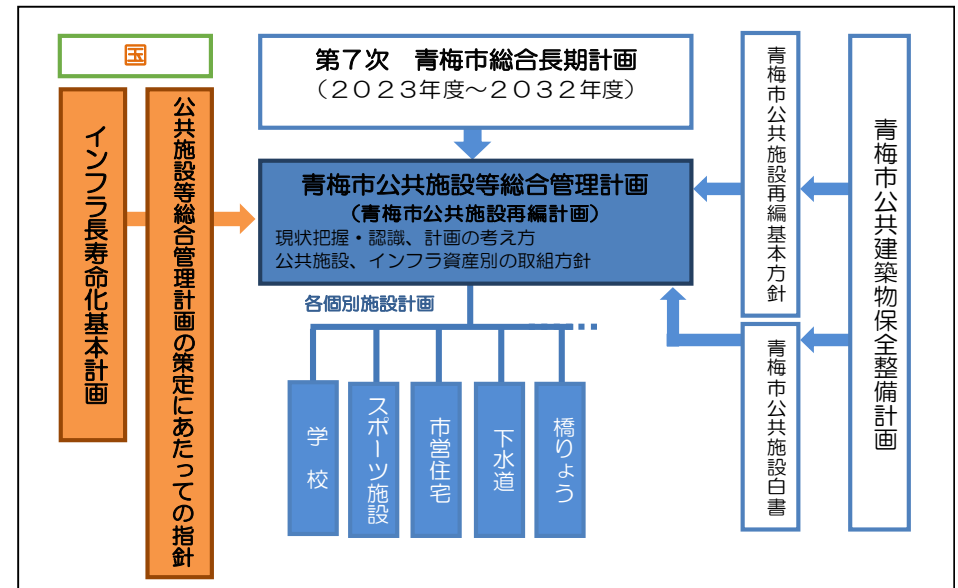 国
インフラ長寿命化基本計画
公共施設等総合管理計画の策定にあたっての指針
第７次　青梅市総合長期計画
（２０２３年度～２０３２年度）
青梅市公共施設等総合管理計画
（青梅市公共施設再編計画）
現状把握・認識、計画の考え方
公共施設、インフラ資産別の取組方針
各個別施設計画
学　校
スポーツ施設
市営住宅
下水道
橋りょう
青梅市公共施設再編基本方針
青梅市公共施設白書
青梅市公共建築物保全整備計画